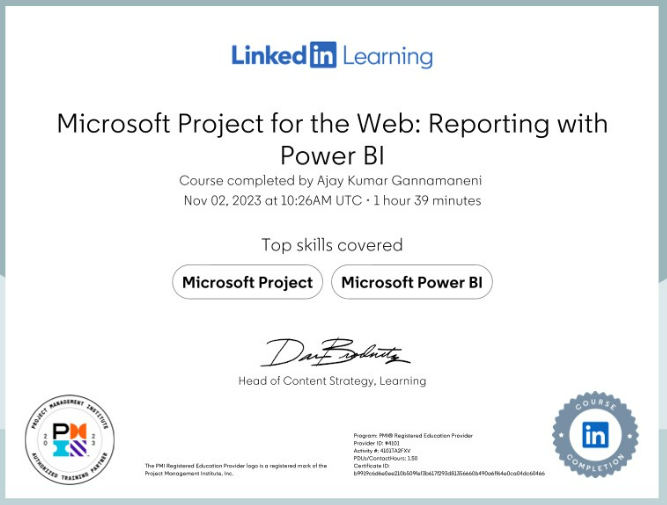 LinkedIn Learning
Microsoft Project for the Web: Reporting with
Power BI
Course completed by Ajay Kumar Gannamaneni
Nov 02, 2023 at 10:26AM UTC · 1 hour 39 minutes
Top skills covered
Microsoft Project Microsoft Power BI
Head of Content Strategy, Learning
PROJECT MANAGEMENT INSTITUTE
2023
PMI
AUTHORIZED TRAINING PARTNER
The PMI Registered Education Provider logo is a registered mark of the
Project Management Institute, Inc.
Program: PMI® Registered Education Provider
Provider ID: #4101
Activity #: 4101TA2FXV
PDUs/ContactHours: 1.50
Certificate ID:
COURSE
in
COMPLETION